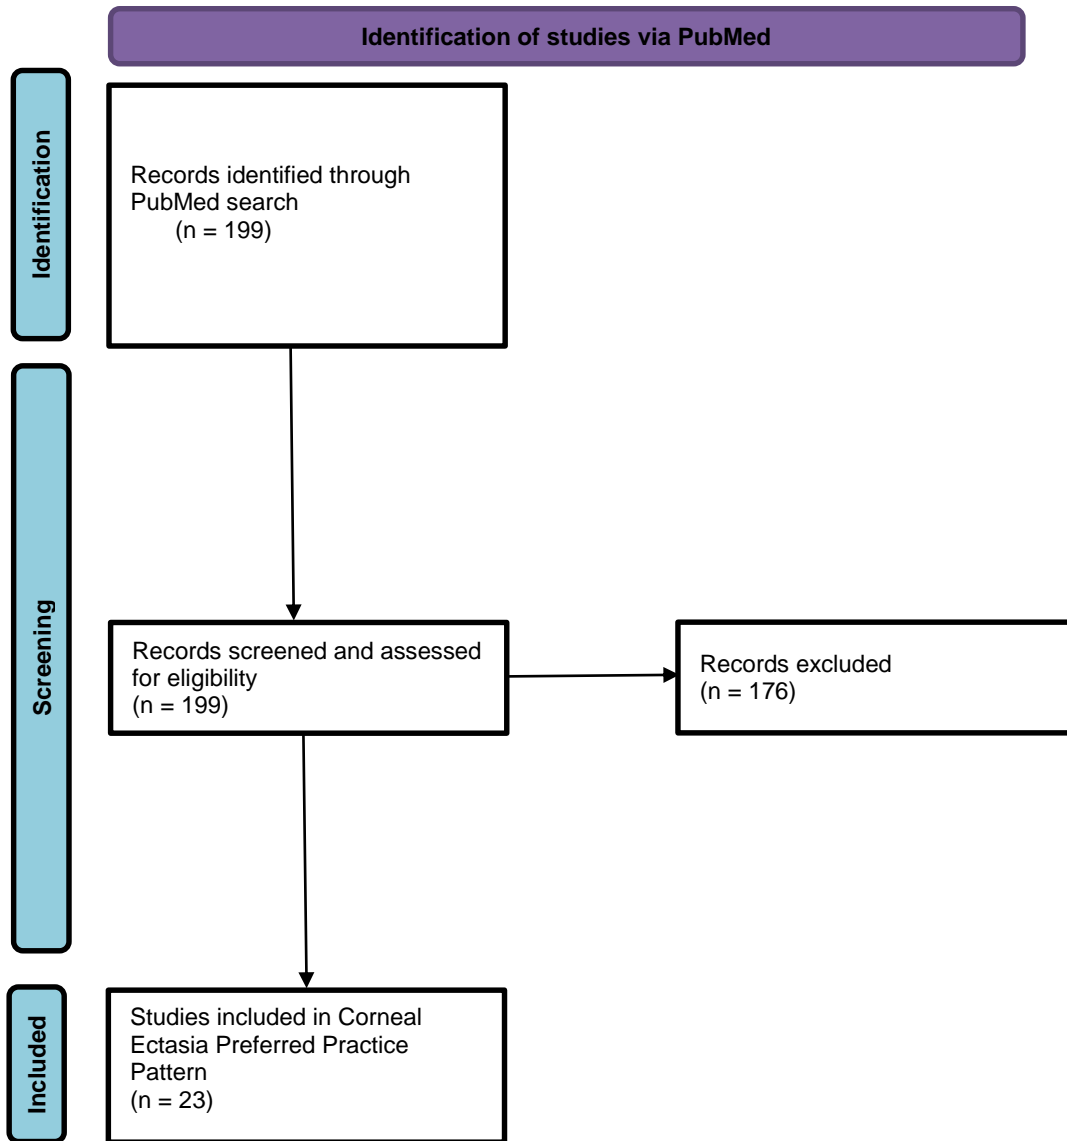 Identification of studies via PubMed
Identification
Records identified through
PubMed search
(n = 199)
Screening
Records screened and assessed
for eligibility
(n = 199)
Records excluded
(n = 176)
Included
Studies included in Corneal
Ectasia Preferred Practice
Pattern
(n = 23)